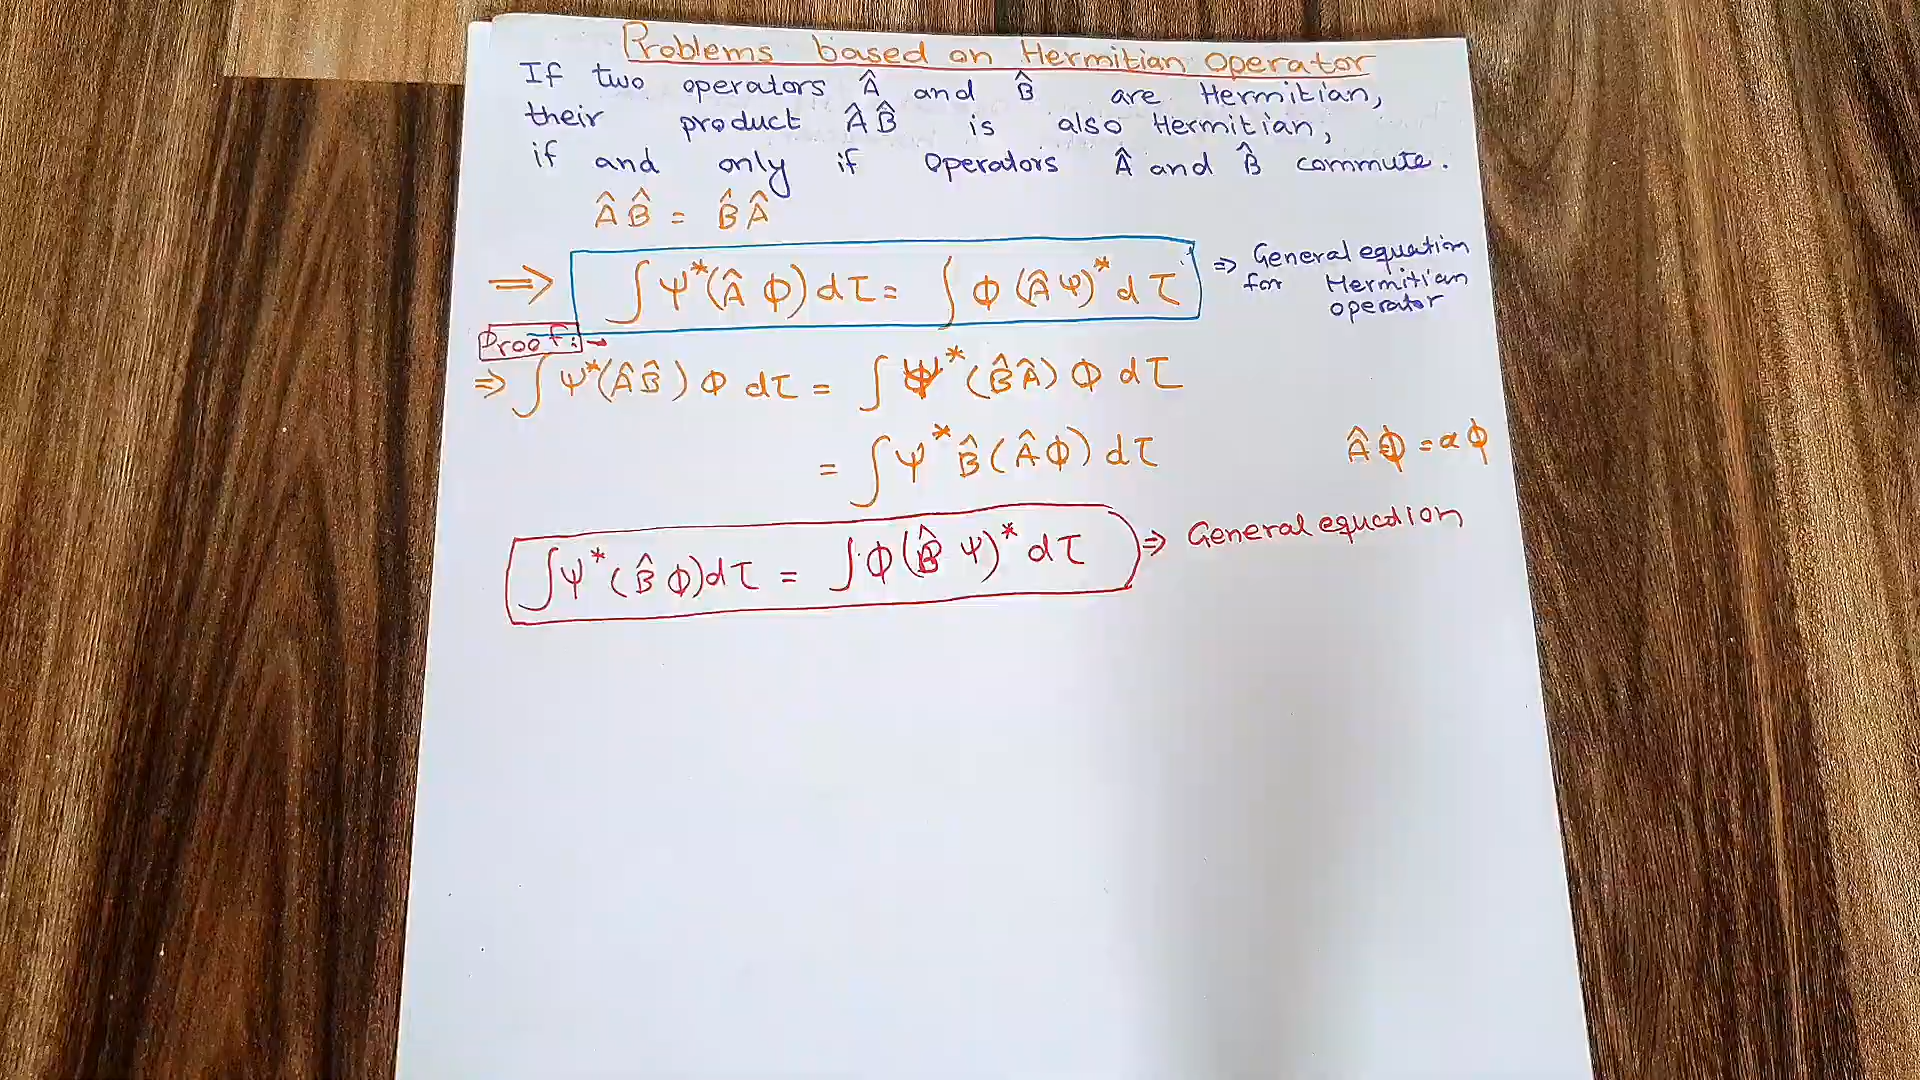 Problems based on Hermitian Operator
If two operators Â and B̂ are Hermitian,
their product ÂB̂ is also Hermitian,
if and only if Operators Â and B̂ commute.
ÂB̂ = B̂Â
⇒ ∫ψ*(Âϕ)dτ = ∫ϕ(Âψ)*dτ ⇒ General equation
for Hermitian
operator
Proof:-
⇒ ∫ψ*(ÂB̂)ϕ dτ = ∫ψ*(B̂Â)ϕ dτ
= ∫ψ*B̂(Âϕ)dτ Âϕ = αϕ
∫ψ*(B̂ϕ)dτ = ∫ϕ(B̂ψ)*dτ ⇒ General equation